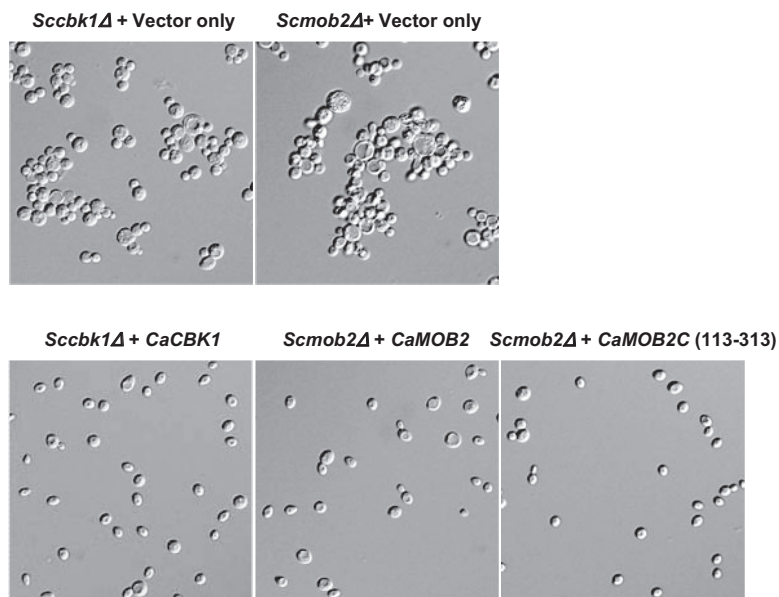 Sccbk1Δ + Vector only
Scmob2Δ+ Vector only
Sccbk1Δ + CaCBK1
Scmob2Δ + CaMOB2
Scmob2Δ + CaMOB2C (113-313)